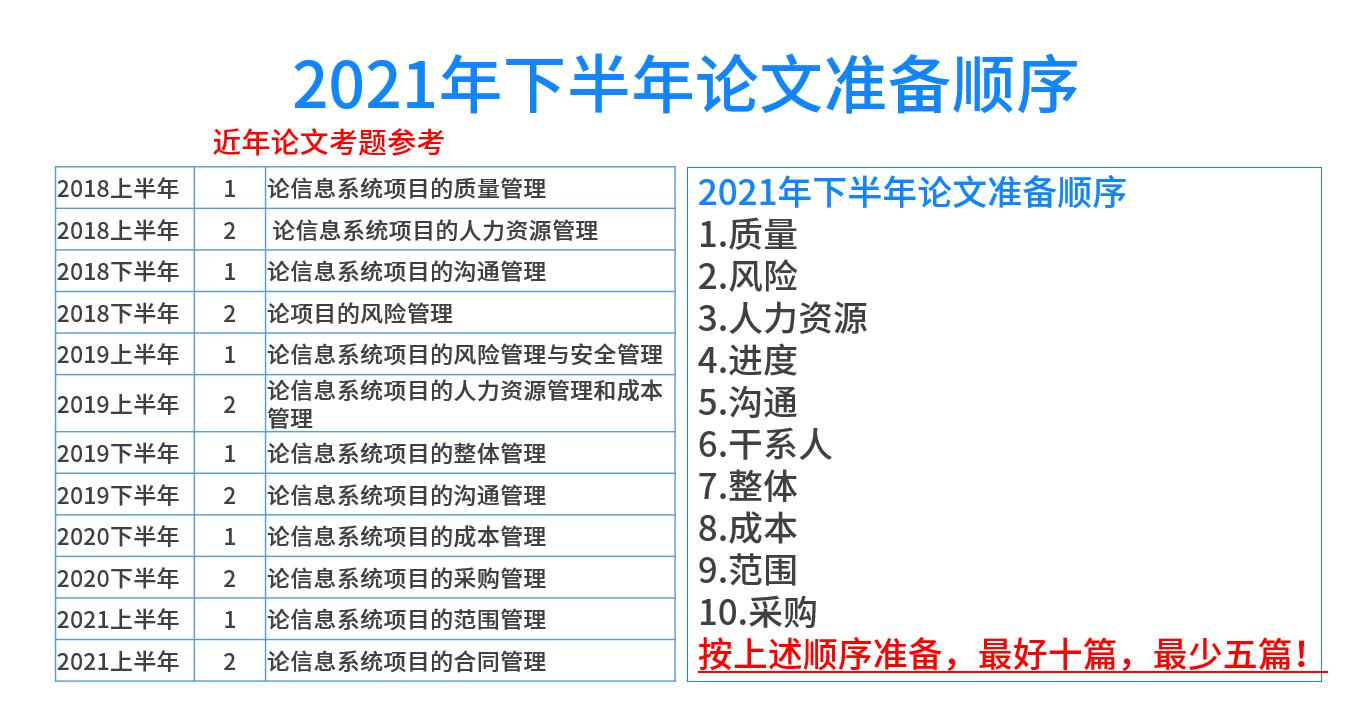 2021年下半年论文准备顺序
近年论文考题参考
2018上半年 1 论信息系统项目的质量管理
2018上半年 2 论信息系统项目的人力资源管理
2018下半年 1 论信息系统项目的沟通管理
2018下半年 2 论项目的风险管理
2019上半年 1 论信息系统项目的风险管理与安全管理
2019上半年 2 论信息系统项目的人力资源管理和成本
管理
2019下半年 1 论信息系统项目的整体管理
2019下半年 2 论信息系统项目的沟通管理
2020下半年 1 论信息系统项目的成本管理
2020下半年 2 论信息系统项目的采购管理
2021上半年 1 论信息系统项目的范围管理
2021上半年 2 论信息系统项目的合同管理
2021年下半年论文准备顺序
1.质量
2.风险
3.人力资源
4.进度
5.沟通
6.干系人
7.整体
8.成本
9.范围
10.采购
按上述顺序准备，最好十篇，最少五篇！